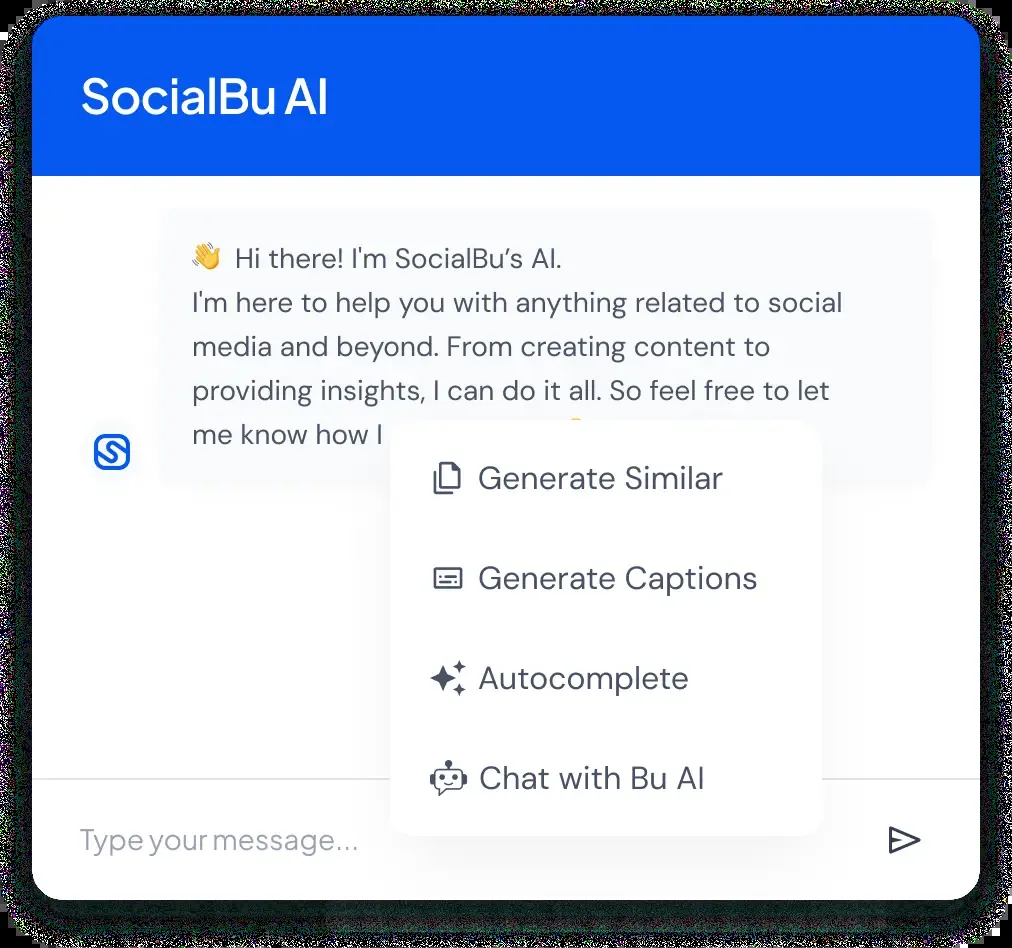 SocialBu AI
👋 Hi there! I'm SocialBu’s AI.
I'm here to help you with anything related to social
media and beyond. From creating content to
providing insights, I can do it all. So feel free to let
me know how I
Generate Similar
Generate Captions
Autocomplete
Chat with Bu AI
Type your message...